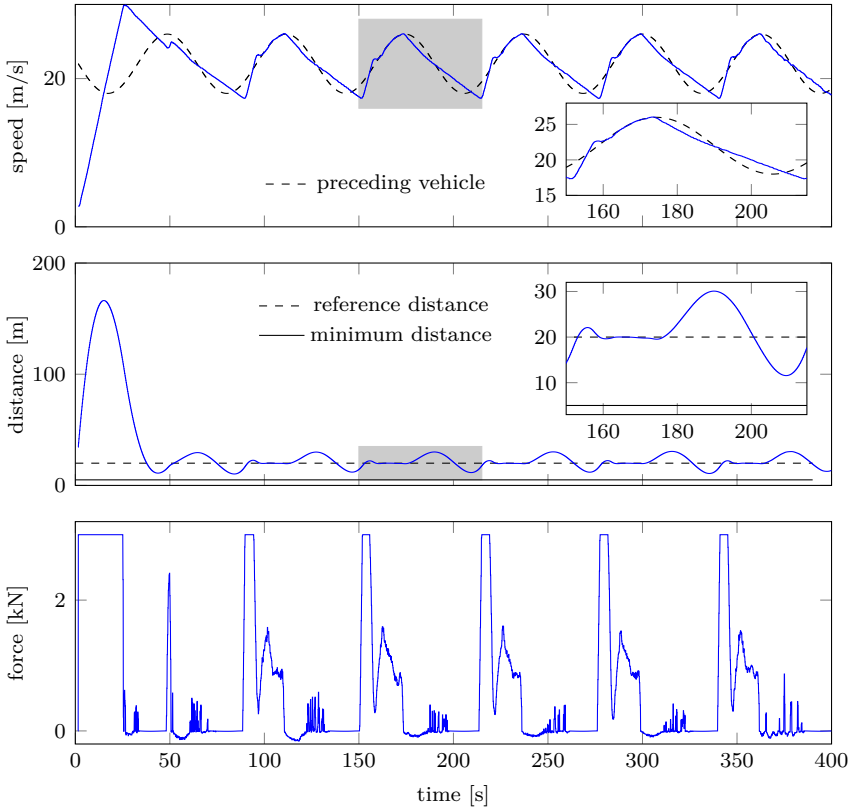 speed [m/s]
20
0
preceding vehicle
25
20
15
160 180 200
distance [m]
200
100
0
reference distance
minimum distance
30
20
10
160 180 200
force [kN]
2
0
0 50 100 150 200 250 300 350 400
time [s]